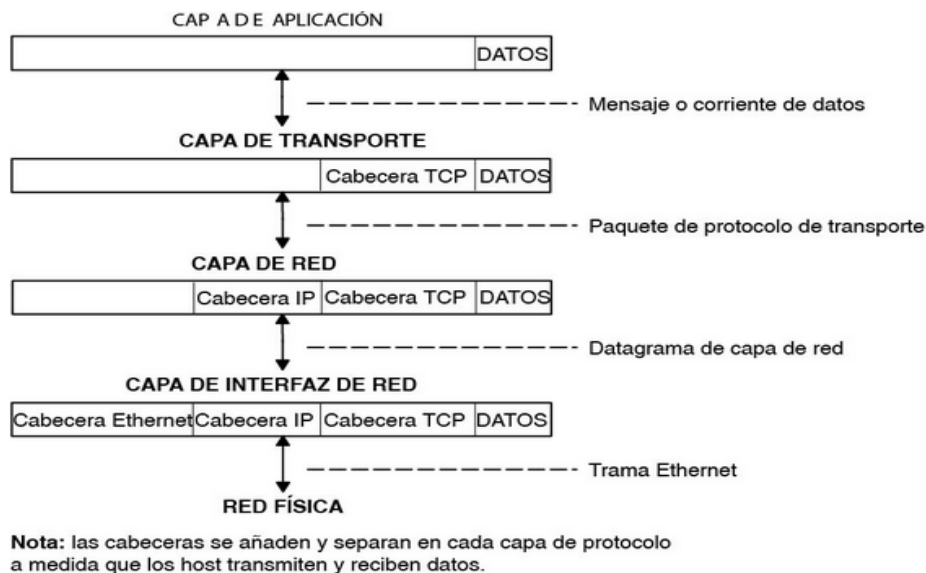 CAPA DE APLICACIÓN
DATOS
Mensaje o corriente de datos
CAPA DE TRANSPORTE
Cabecera TCP DATOS
Paquete de protocolo de transporte
CAPA DE RED
Cabecera IP Cabecera TCP DATOS
Datagrama de capa de red
CAPA DE INTERFAZ DE RED
Cabecera Ethernet Cabecera IP Cabecera TCP DATOS
Trama Ethernet
RED FÍSICA
Nota: las cabeceras se añaden y separan en cada capa de protocolo
a medida que los host transmiten y reciben datos.